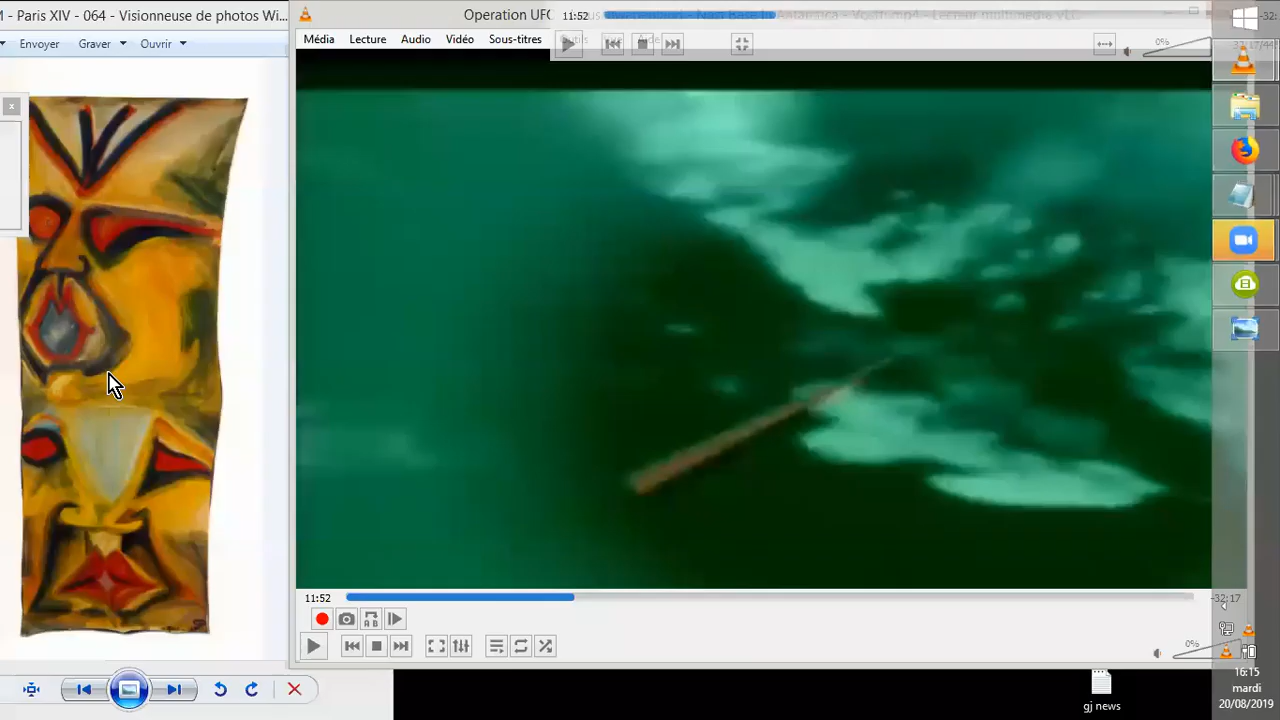 - Paris XIV_ 064 - Visionneuse de photos Wi...
Operation UFO
11:52
Envoyer Graver Ouvrir
Média Lecture Audio Vidéo Sous-titres
0%
11:52
-32:17
0%
16:15
mardi
20/08/2019
gj news